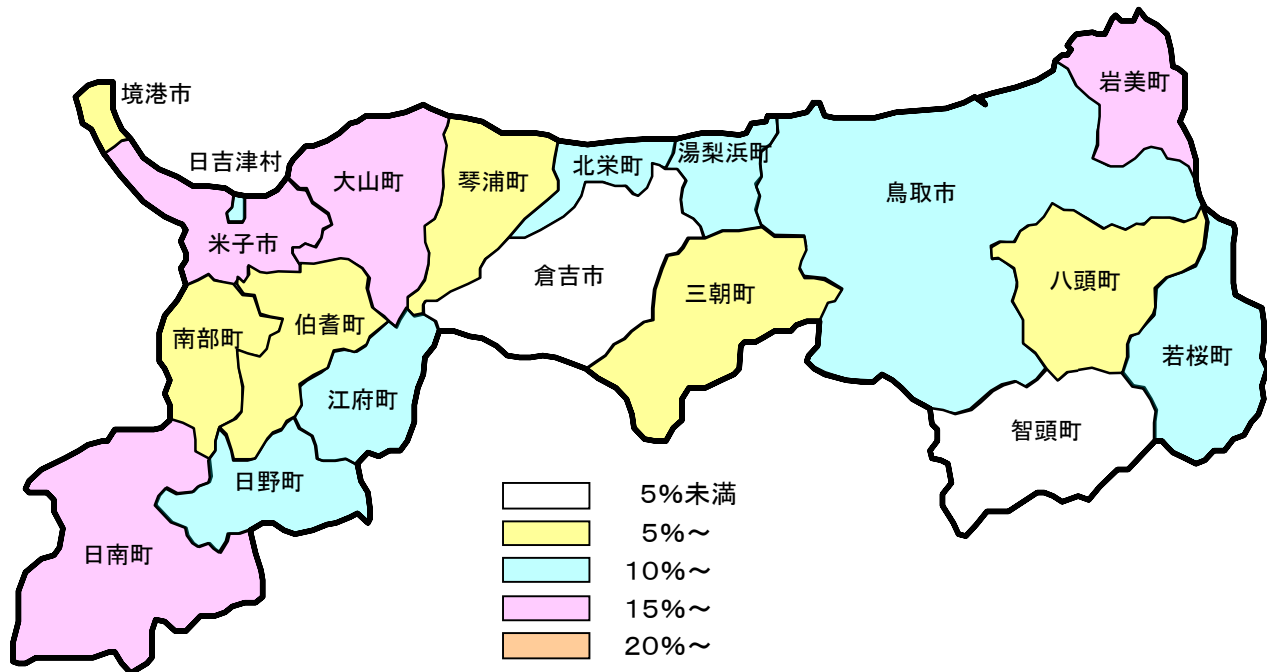 境港市
岩美町
日吉津村
大山町
琴浦町
北栄町
湯梨浜町
鳥取市
米子市
倉吉市
三朝町
八頭町
南部町
伯耆町
若桜町
江府町
智頭町
日野町
日南町
5%未満
5%～
10%～
15%～
20%～